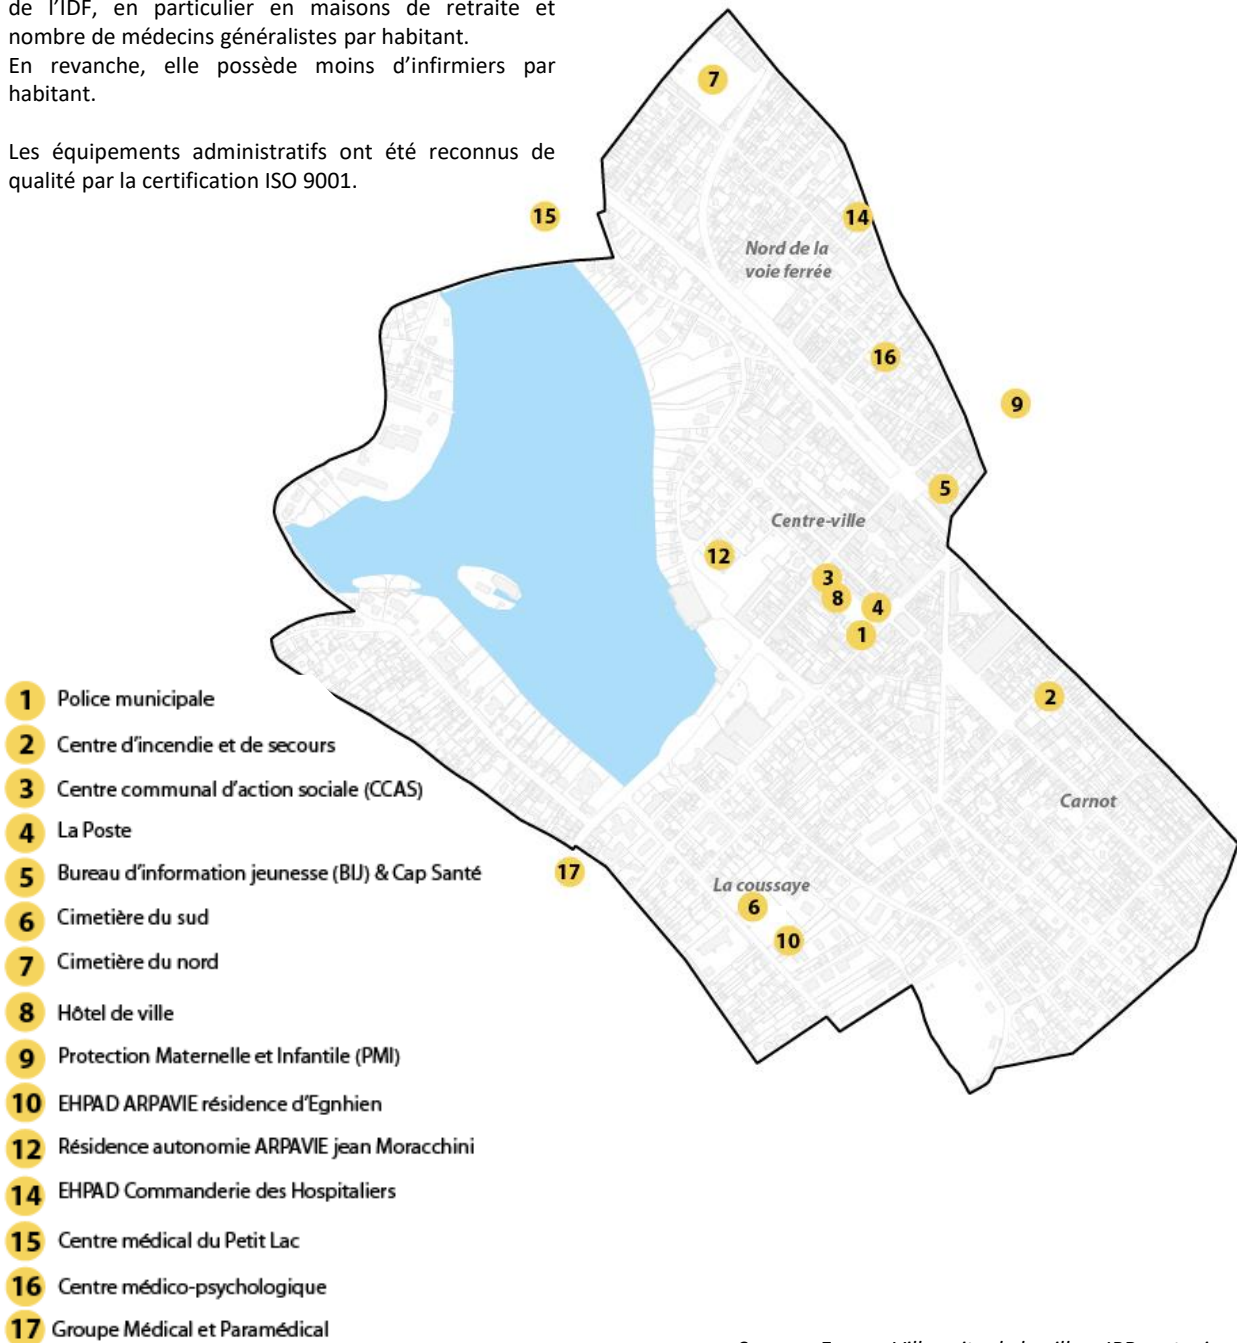 de l'IDF, en particulier en maisons de retraite et
nombre de médecins généralistes par habitant.
En revanche, elle possède moins d'infirmiers par
habitant.
Les équipements administratifs ont été reconnus de
qualité par la certification ISO 9001.
7
15
14
Nord de la
voie ferrée
16
9
5
Centre-ville
12
3
8
4
1
2
Carnot
17
La coussaye
6
10
1 Police municipale
2 Centre d'incendie et de secours
3 Centre communal d'action sociale (CCAS)
4 La Poste
5 Bureau d'information jeunesse (BIJ) & Cap Santé
6 Cimetière du sud
7 Cimetière du nord
8 Hôtel de ville
9 Protection Maternelle et Infantile (PMI)
10 EHPAD ARPAVIE résidence d'Egnhien
12 Résidence autonomie ARPAVIE jean Moracchini
14 EHPAD Commanderie des Hospitaliers
15 Centre médical du Petit Lac
16 Centre médico-psychologique
17 Groupe Médical et Paramédical